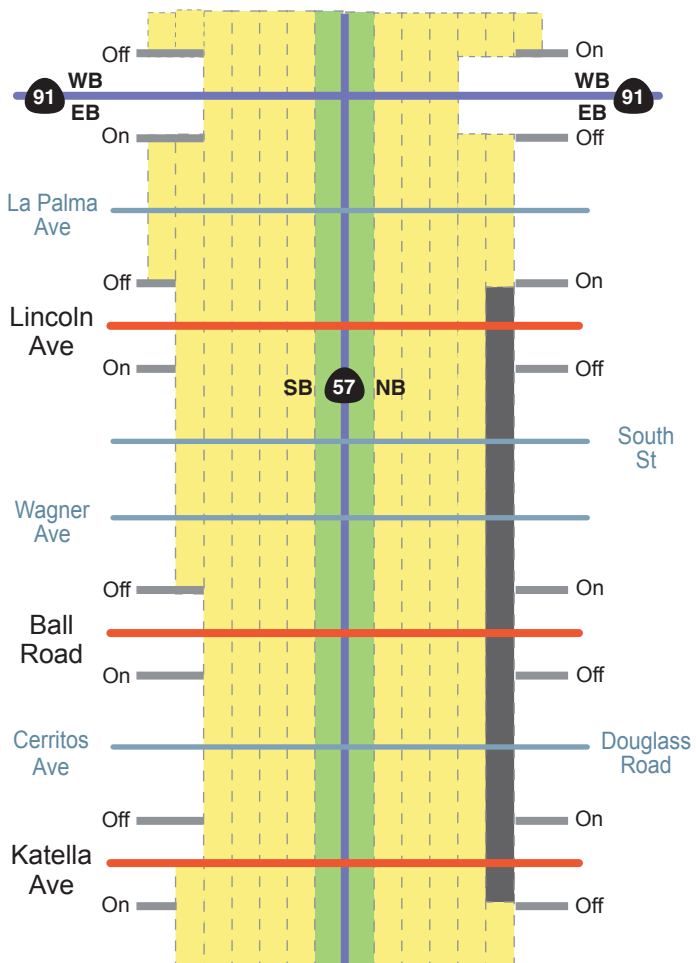 Off
On
91
WB
WB
91
EB
EB
On
Off
La Palma
Ave
Off
On
Lincoln
Ave
On
Off
SB 57 NB
South
St
Wagner
Ave
Off
On
Ball
Road
On
Off
Cerritos
Ave
Douglass
Road
Off
On
Katella
Ave
On
Off